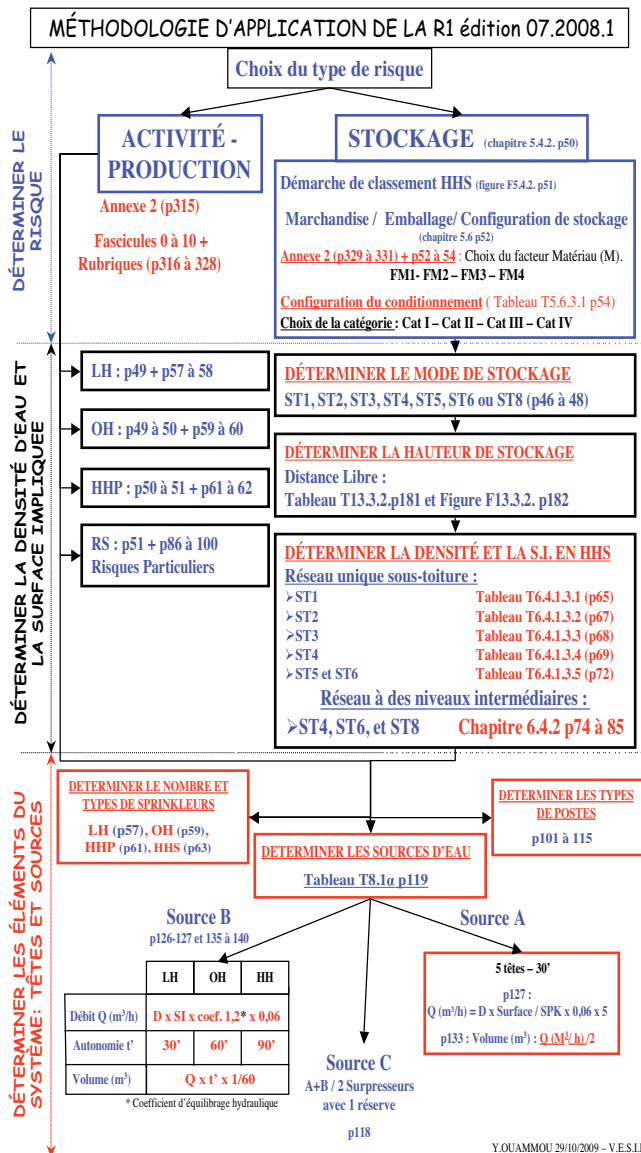 MÉTHODOLOGIE D'APPLICATION DE LA R1 édition 07.2008.1
Choix du type de risque
DÉTERMINER LE
RISQUE
ACTIVITÉ -
PRODUCTION
Annexe 2 (p315)
Fascicules 0 à 10 +
Rubriques (p316 à 328)
STOCKAGE (chapitre 5.4.2. p50)
Démarche de classement HHS (figure F5.4.2. p51)
Marchandise / Emballage/ Configuration de stockage
(chapitre 5.6 p52)
Annexe 2 (p329 à 331) + p52 à 54 : Choix du facteur Matériau (M).
FM1- FM2 – FM3 – FM4
Configuration du conditionnement ( Tableau T5.6.3.1 p54)
Choix de la catégorie : Cat I – Cat II – Cat III – Cat IV
DÉTERMINER LA DENSITÉ D'EAU ET
LA SURFACE IMPLIQUEE
LH : p49 + p57 à 58
OH : p49 à 50 + p59 à 60
HHP : p50 à 51 + p61 à 62
RS : p51 + p86 à 100
Risques Particuliers
DÉTERMINER LE MODE DE STOCKAGE
ST1, ST2, ST3, ST4, ST5, ST6 ou ST8 (p46 à 48)
DÉTERMINER LA HAUTEUR DE STOCKAGE
Distance Libre :
Tableau T13.3.2.p181 et Figure F13.3.2. p182
DÉTERMINER LA DENSITÉ ET LA S.I. EN HHS
Réseau unique sous-toiture :
➢ST1 Tableau T6.4.1.3.1 (p65)
➢ST2 Tableau T6.4.1.3.2 (p67)
➢ST3 Tableau T6.4.1.3.3 (p68)
➢ST4 Tableau T6.4.1.3.4 (p69)
➢ST5 et ST6 Tableau T6.4.1.3.5 (p72)
Réseau à des niveaux intermédiaires :
➢ST4, ST6, et ST8 Chapitre 6.4.2 p74 à 85
DÉTERMINER LES ÉLÉMENTS DU
SYSTÈME: TÊTES ET SOURCES
DETERMINER LE NOMBRE ET
TYPES DE SPRINKLEURS
LH (p57), OH (p59),
HHP (p61), HHS (p63)
DETERMINER LES TYPES
DE POSTES
p101 à 115
DETERMINER LES SOURCES D'EAU
Tableau T8.1α p119
Source B
p126-127 et 135 à 140
LH OH HH
Débit Q (m³/h) D x SI x coef. 1,2* x 0,06
Autonomie t' 30' 60' 90'
Volume (m³) Q x t' x 1/60
* Coefficient d'équilibrage hydraulique
Source C
A+B / 2 Surpresseurs
avec 1 réserve
p118
Source A
5 têtes – 30'
p127 :
Q (m³/h) = D x Surface / SPK x 0,06 x 5
p133 : Volume (m³) : Q (M³/ h) /2
Y.OUAMMOU 29/10/2009 – V.E.S.I.